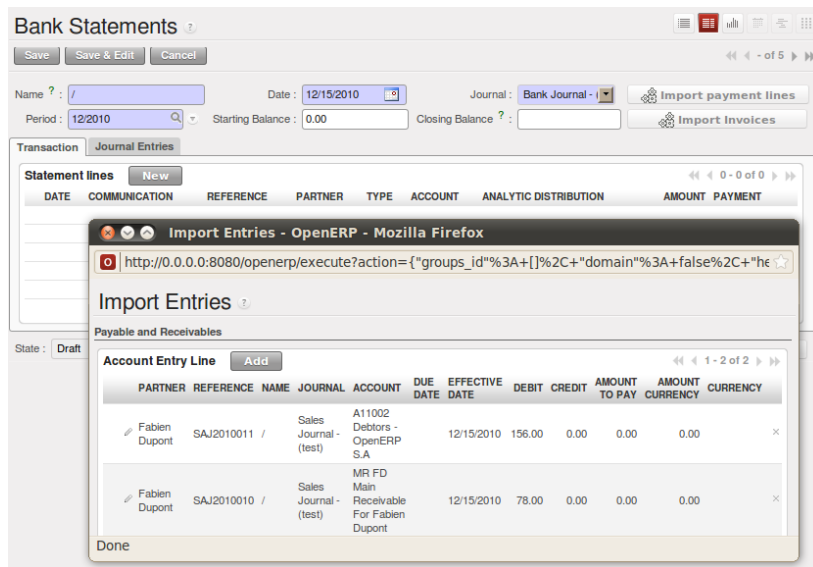 Bank Statements ?
Save Save & Edit Cancel - of 5
Name ? : / Date : 12/15/2010 Journal : Bank Journal - ( Import payment lines
Period : 12/2010 Starting Balance : 0.00 Closing Balance ? : Import Invoices
Transaction Journal Entries
Statement lines New 0 - 0 of 0
DATE COMMUNICATION REFERENCE PARTNER TYPE ACCOUNT ANALYTIC DISTRIBUTION AMOUNT PAYMENT
Import Entries - OpenERP - Mozilla Firefox
http://0.0.0.0:8080/openerp/execute?action={"groups_id"%3A+[]%2C+"domain"%3A+false%2C+"he
Import Entries ?
Payable and Receivables
State : Draft
Account Entry Line Add 1 - 2 of 2
PARTNER REFERENCE NAME JOURNAL ACCOUNT DUE DATE EFFECTIVE DATE DEBIT CREDIT AMOUNT TO PAY AMOUNT CURRENCY CURRENCY
Fabien Dupont SAJ2010011 / Sales Journal - (test) A11002 Debtors - OpenERP S.A 12/15/2010 156.00 0.00 0.00 0.00
Fabien Dupont SAJ2010010 / Sales Journal - (test) MR FD Main Receivable For Fabien Dupont 12/15/2010 78.00 0.00 0.00 0.00
Done